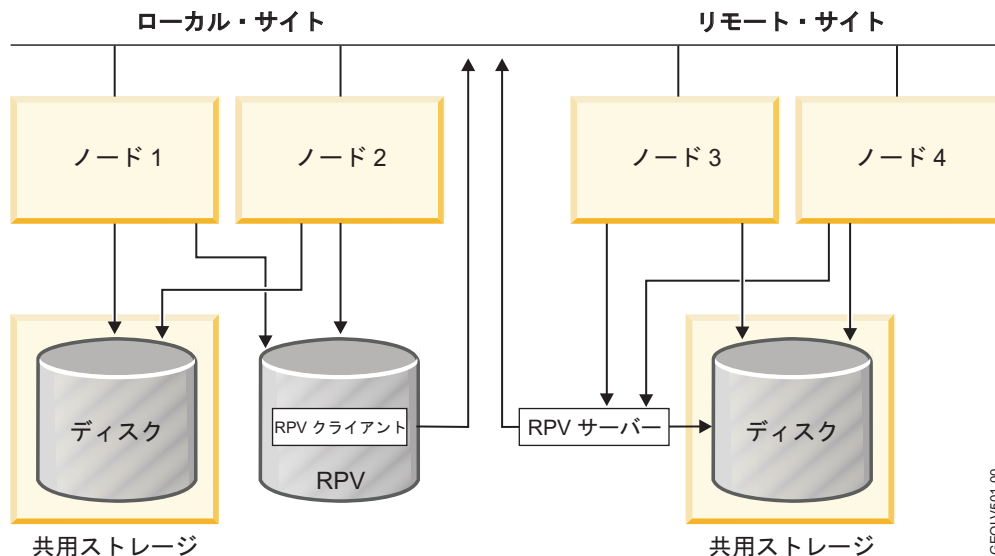 ローカル・サイト
リモート・サイト
ノード 1
ノード 2
ノード 3
ノード 4
ディスク
RPV クライアント
RPV
RPV サーバー
ディスク
共用ストレージ
共用ストレージ